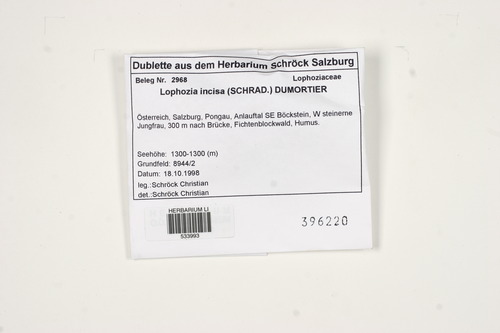 Dublette aus dem Herbarium Schröck Salzburg
Beleg Nr. 2968 Lophoziaceae
Lophozia incisa (SCHRAD.) DUMORTIER
Österreich, Salzburg, Pongau, Anlauftal SE Böckstein, W steinerne
Jungfrau, 300 m nach Brücke, Fichtenblockwald, Humus.
Seehöhe: 1300-1300 (m)
Grundfeld: 8944/2
Datum: 18.10.1998
leg.:Schröck Christian
det.:Schröck Christian
HERBARIUM LI
533993
396220